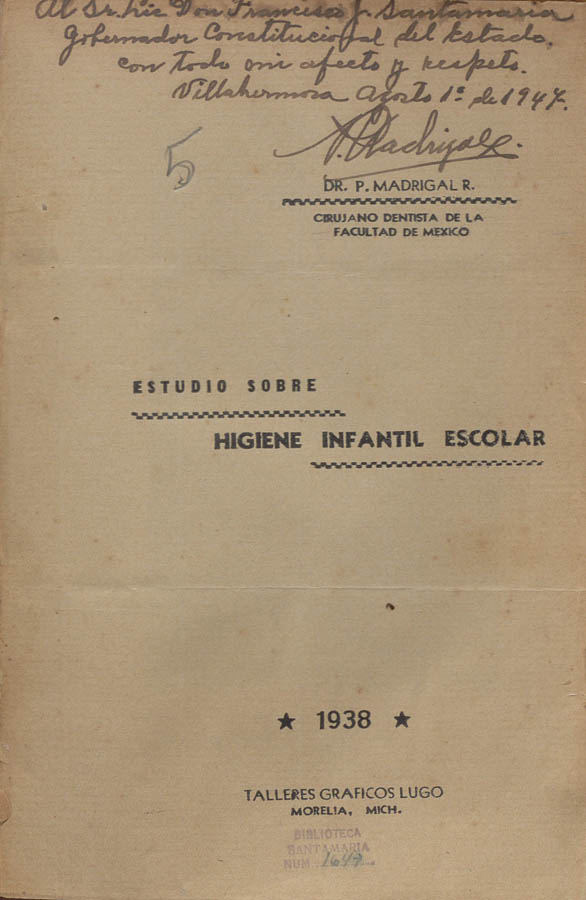 Al Sr. Lic Don Francisco J. Santamaria
Gobernador Constitucional del Estado,
con todo mi afecto y respeto.
Villahermosa. Agosto 1º de 1947.
5
P. Madrigal R.
DR. P. MADRIGAL R.
CIRUJANO DENTISTA DE LA
FACULTAD DE MEXICO
ESTUDIO SOBRE
HIGIENE INFANTIL ESCOLAR
★ 1938 ★
TALLERES GRAFICOS LUGO
MORELIA, MICH.
BIBLIOTECA
SANTAMARIA
NUM. 1647